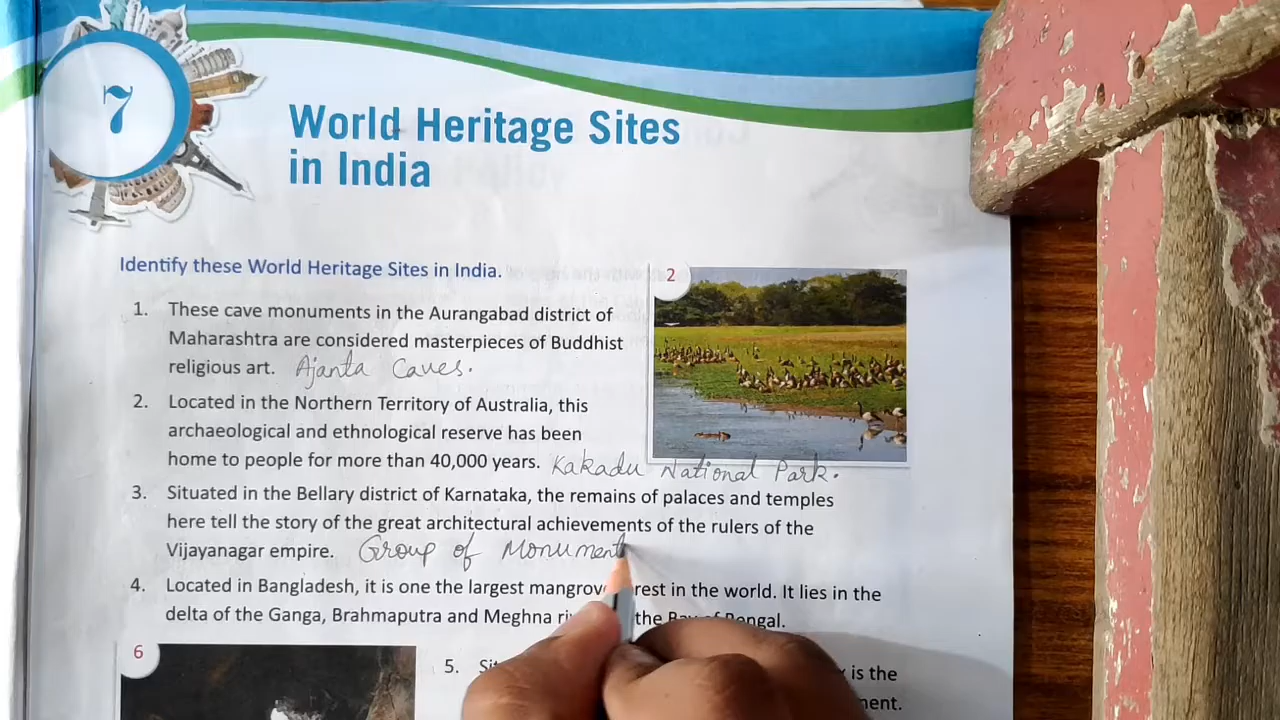 7
World Heritage Sites
in India
Identify these World Heritage Sites in India.
2
1. These cave monuments in the Aurangabad district of
Maharashtra are considered masterpieces of Buddhist
religious art. Ajanta Caves.
2. Located in the Northern Territory of Australia, this
archaeological and ethnological reserve has been
home to people for more than 40,000 years. Kakadu National Park.
3. Situated in the Bellary district of Karnataka, the remains of palaces and temples
here tell the story of the great architectural achievements of the rulers of the
Vijayanagar empire. Group of Monument
4. Located in Bangladesh, it is one the largest mangrov rest in the world. It lies in the
delta of the Ganga, Brahmaputra and Meghna the Bengal.
6
5. is the